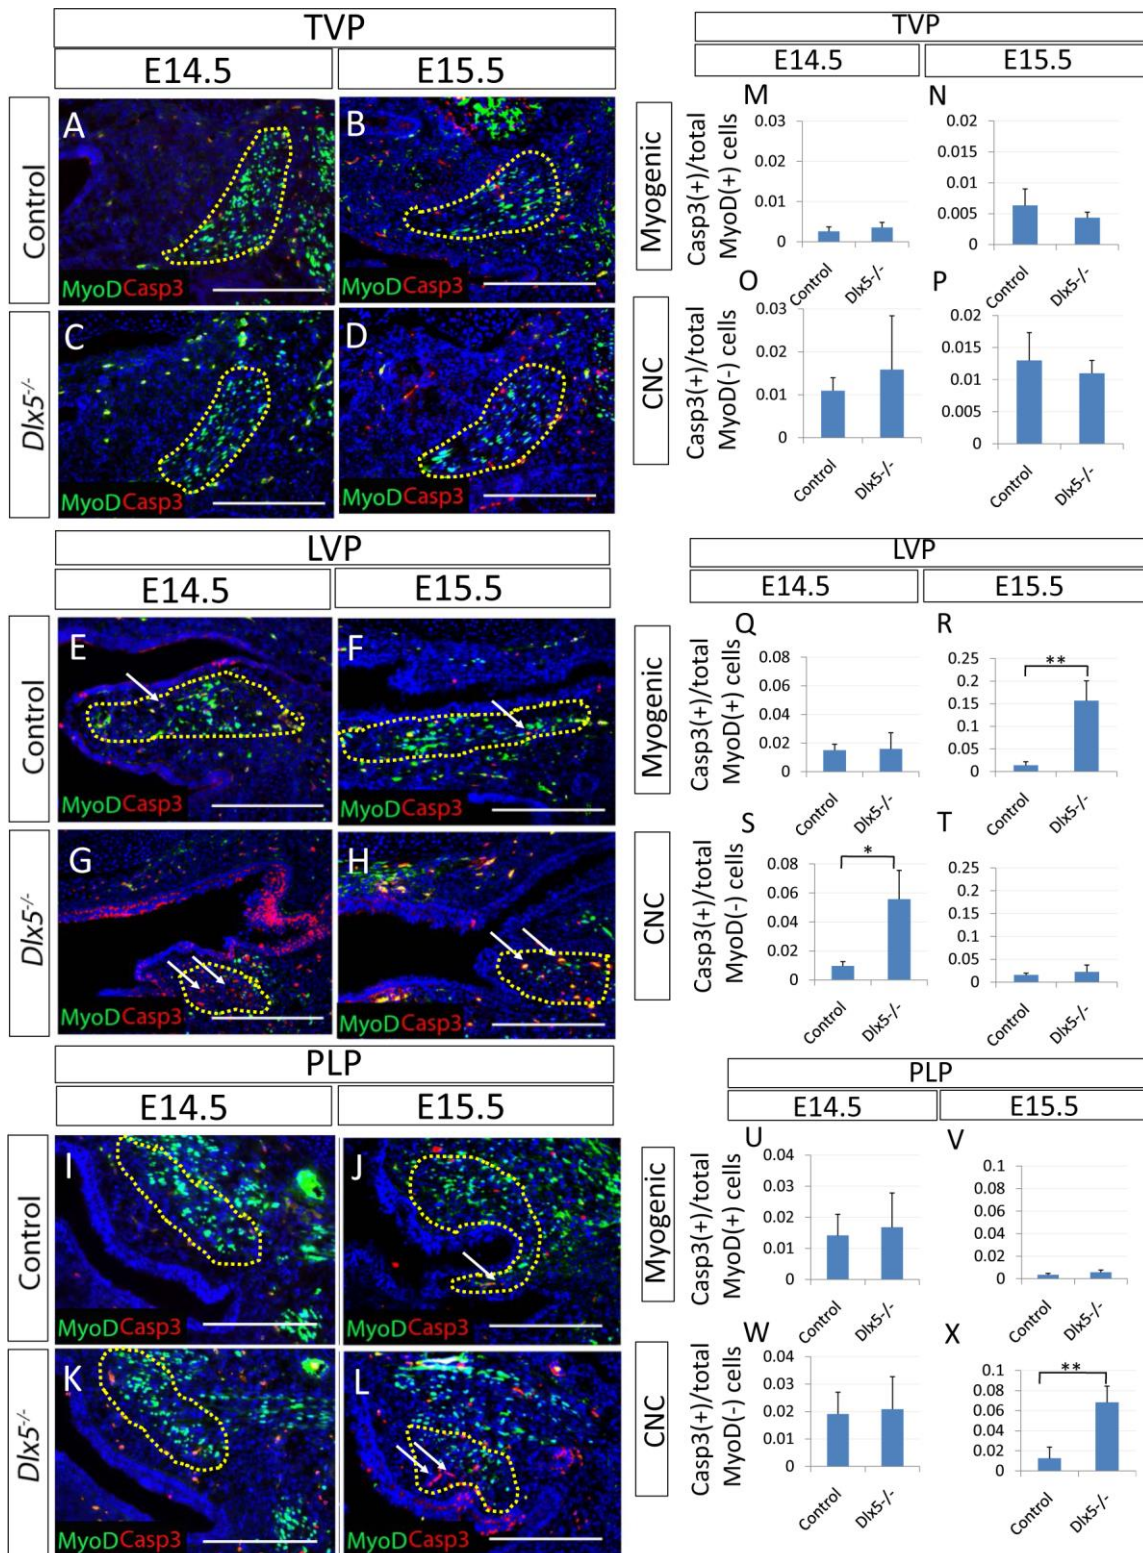 TVP
E14.5 E15.5
Control
A
MyoD Casp3
B
MyoD Casp3
Dlx5-/-
C
MyoD Casp3
D
MyoD Casp3
TVP
E14.5 E15.5
Myogenic
Casp3(+)/total
MyoD(+) cells
M
0.03
0.02
0.01
0
Control Dlx5-/-
N
0.02
0.015
0.01
0.005
0
Control Dlx5-/-
CNC
Casp3(+)/total
MyoD(-) cells
O
0.03
0.02
0.01
0
Control Dlx5-/-
P
0.02
0.015
0.01
0.005
0
Control Dlx5-/-
LVP
E14.5 E15.5
Control
E
MyoD Casp3
F
MyoD Casp3
Dlx5-/-
G
MyoD Casp3
H
MyoD Casp3
LVP
E14.5 E15.5
Myogenic
Casp3(+)/total
MyoD(+) cells
Q
0.08
0.06
0.04
0.02
0
Control Dlx5-/-
R
**
0.25
0.2
0.15
0.1
0.05
0
Control Dlx5-/-
CNC
Casp3(+)/total
MyoD(-) cells
S
*
0.08
0.06
0.04
0.02
0
Control Dlx5-/-
T
0.25
0.2
0.15
0.1
0.05
0
Control Dlx5-/-
PLP
E14.5 E15.5
Control
I
MyoD Casp3
J
MyoD Casp3
Dlx5-/-
K
MyoD Casp3
L
MyoD Casp3
PLP
E14.5 E15.5
Myogenic
Casp3(+)/total
MyoD(+) cells
U
0.04
0.03
0.02
0.01
0
Control Dlx5-/-
V
0.1
0.08
0.06
0.04
0.02
0
Control Dlx5-/-
CNC
Casp3(+)/total
MyoD(-) cells
W
0.04
0.03
0.02
0.01
0
Control Dlx5-/-
X
**
0.1
0.08
0.06
0.04
0.02
0
Control Dlx5-/-